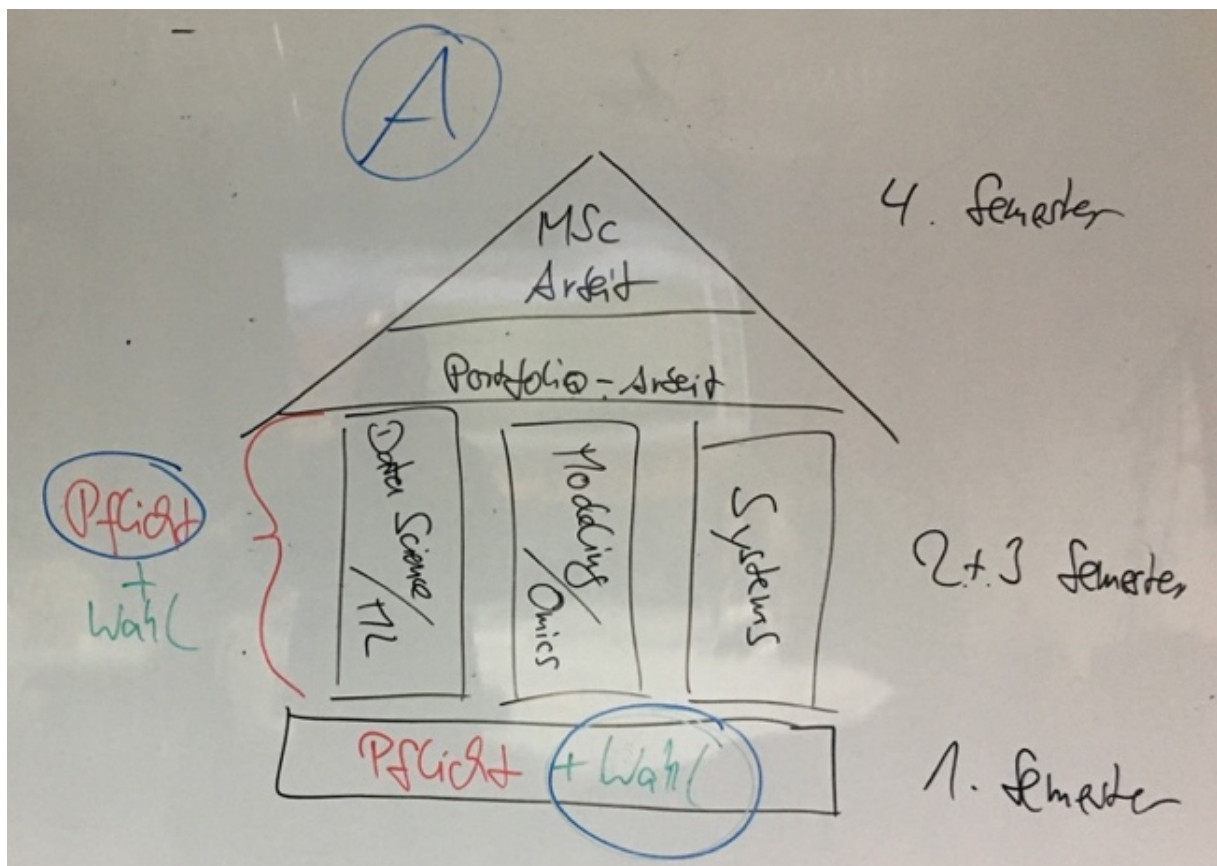 A
MSc
Arbeit
4. Semester
Portfolio-Arbeit
Pflicht
+
Wahl
Data Science/
ML
Modeling
/Omics
Systems
2.+.3 Semester
Pflicht + Wahl
1. Semester